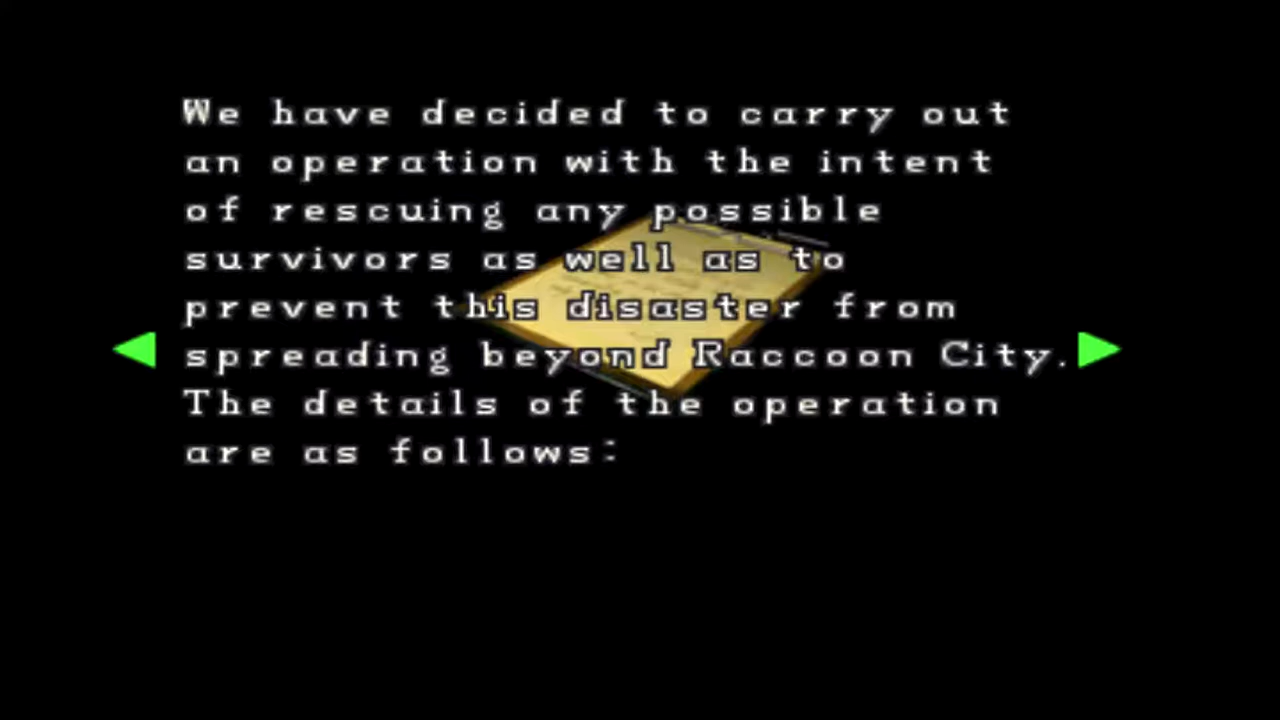 We have decided to carry out
an operation with the intent
of rescuing any possible
survivors as well as to
prevent this disaster from
spreading beyond Raccoon City.
The details of the operation
are as follows: